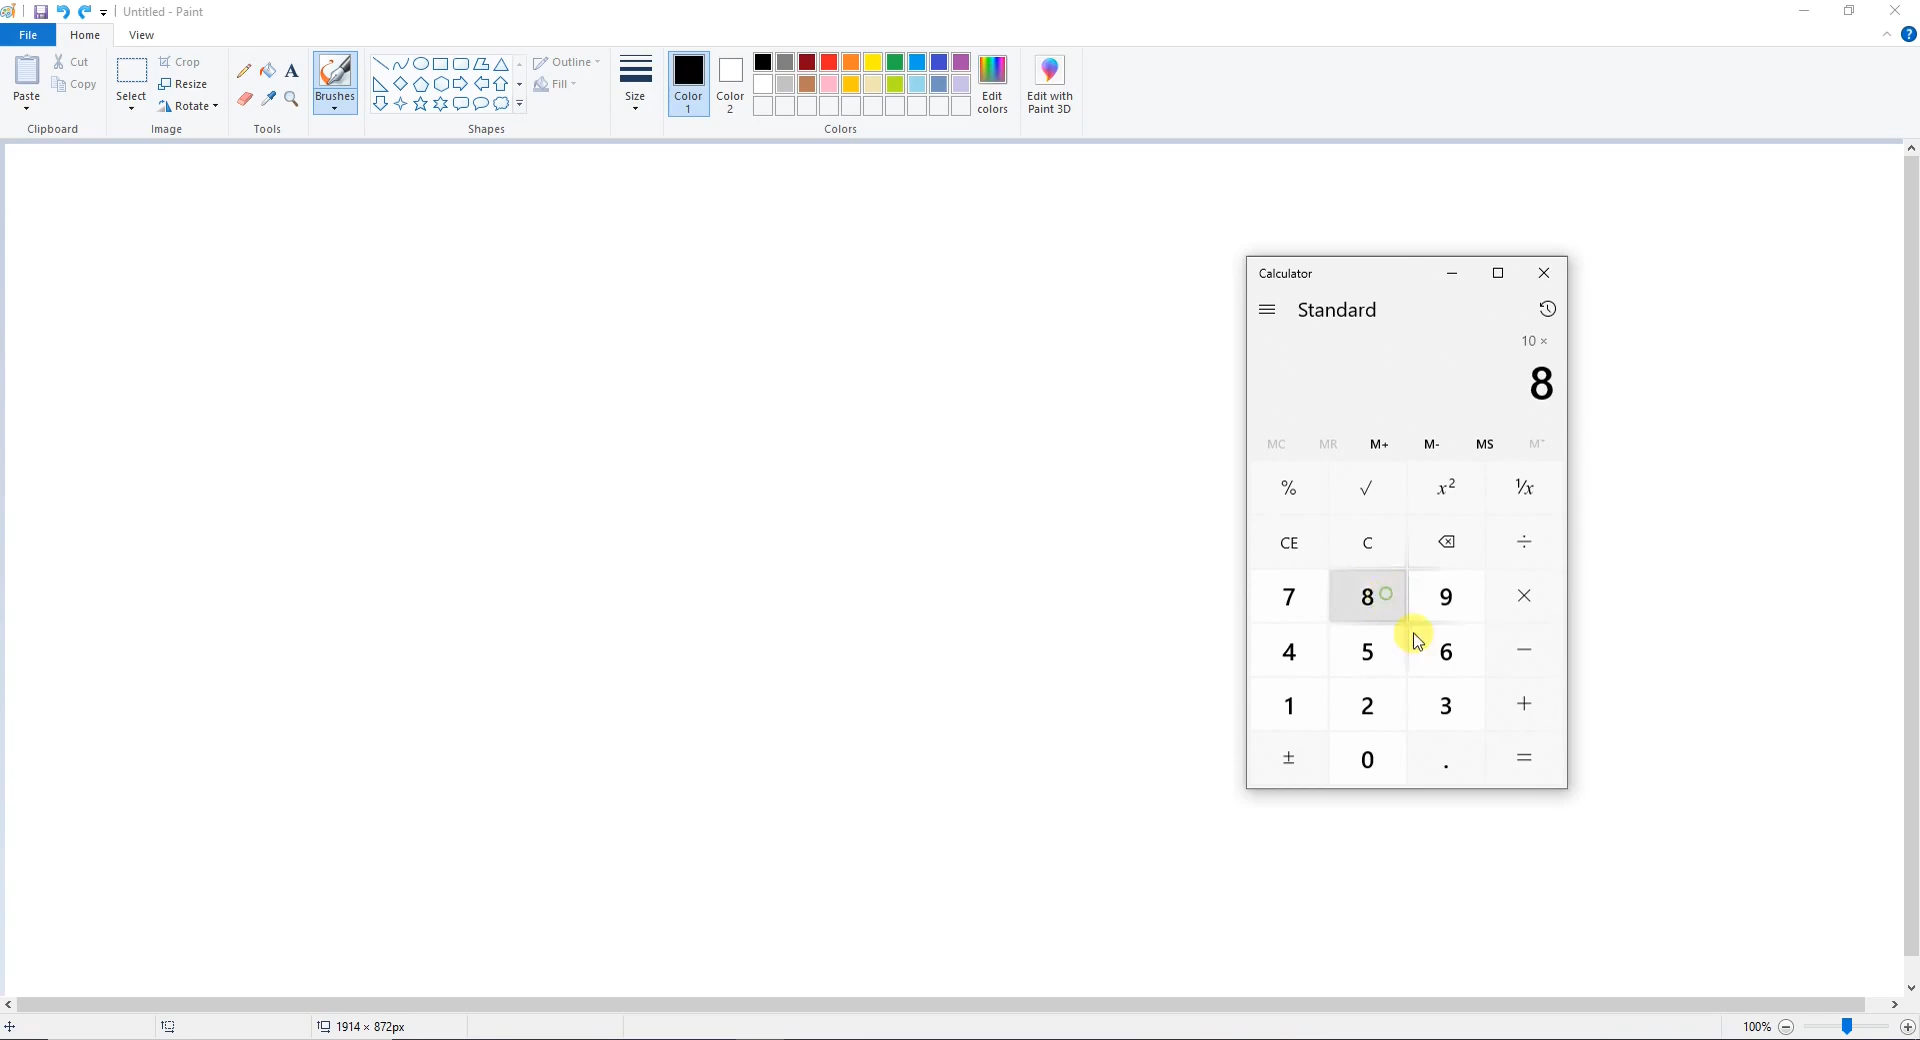 Untitled - Paint
File Home View
Paste
Cut
Copy
Clipboard
Select
Crop
Resize
Rotate
Image
A
Tools
Brushes
Shapes
Outline
Fill
Size
Color 1
Color 2
Colors
Edit colors
Edit with Paint 3D
?
Calculator
Standard
10 ×
8
MC MR M+ M- MS M˅
% √ x² ¹/x
CE C ÷
7 8 9 ×
4 5 6 −
1 2 3 +
± 0 . =
1914 × 872px
100%